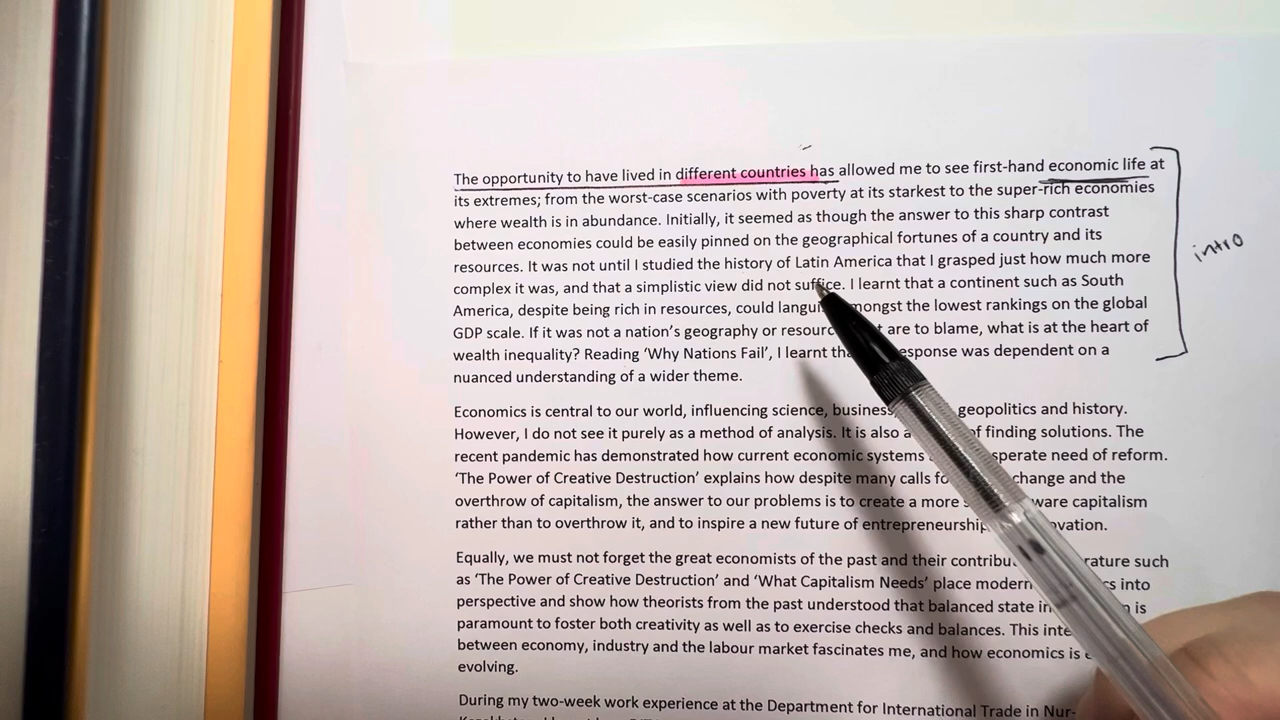 The opportunity to have lived in different countries has allowed me to see first-hand economic life at
its extremes; from the worst-case scenarios with poverty at its starkest to the super-rich economies
where wealth is in abundance. Initially, it seemed as though the answer to this sharp contrast
between economies could be easily pinned on the geographical fortunes of a country and its
resources. It was not until I studied the history of Latin America that I grasped just how much more
complex it was, and that a simplistic view did not suffice. I learnt that a continent such as South
America, despite being rich in resources, could amongst the lowest rankings on the global
GDP scale. If it was not a nation's geography or are to blame, what is at the heart of
wealth inequality? Reading 'Why Nations Fail', I learnt response was dependent on a
nuanced understanding of a wider theme.
intro
Economics is central to our world, influencing science, business, geopolitics and history.
However, I do not see it purely as a method of analysis. It is also a of finding solutions. The
recent pandemic has demonstrated how current economic systems desperate need of reform.
'The Power of Creative Destruction' explains how despite many calls change and the
overthrow of capitalism, the answer to our problems is to create a more capitalism
rather than to overthrow it, and to inspire a new future of entrepreneurship innovation.
Equally, we must not forget the great economists of the past and their such
as 'The Power of Creative Destruction' and 'What Capitalism Needs' place modern into
perspective and show how theorists from the past understood that balanced state is
paramount to foster both creativity as well as to exercise checks and balances. This
between economy, industry and the labour market fascinates me, and how economics is
evolving.
During my two-week work experience at the Department for International Trade in Nur-